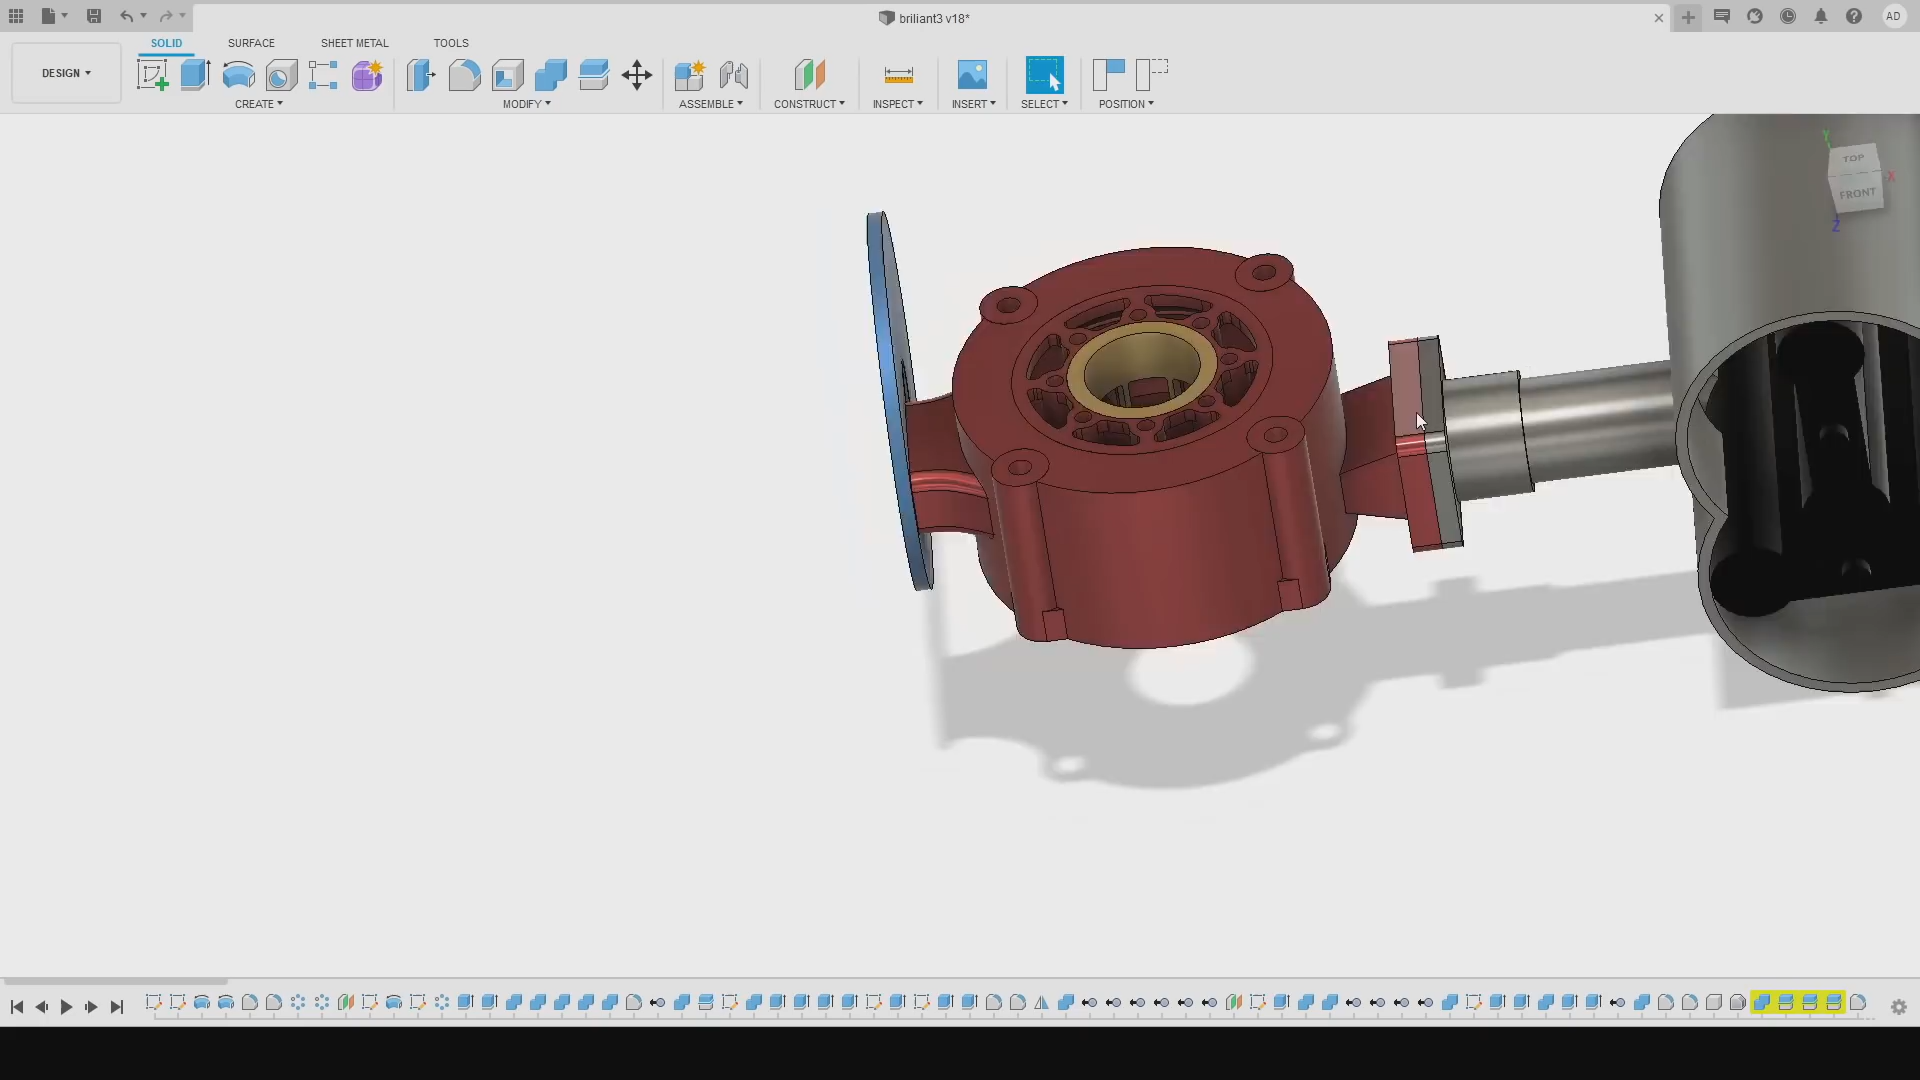 briliant3 v18*
AD
SOLID
SURFACE
SHEET METAL
TOOLS
DESIGN
CREATE
MODIFY
ASSEMBLE
CONSTRUCT
INSPECT
INSERT
SELECT
POSITION
Y
TOP
X
FRONT
Z